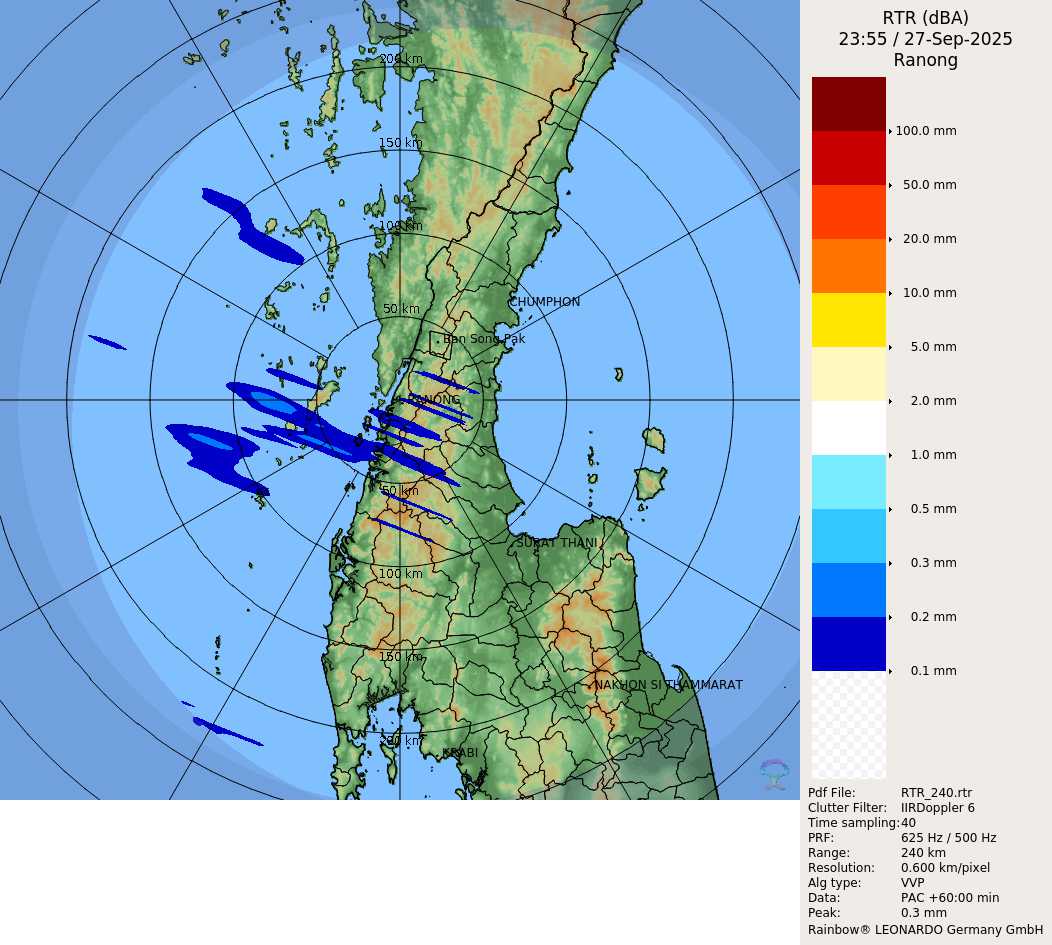 RTR (dBA)
23:55 / 27-Sep-2025
Ranong
200 km
150 km
100 km
50 km
CHUMPHON
Ban Song Pak
RANONG
50 km
SURAT THANI
100 km
150 km
NAKHON SI THAMMARAT
200 km
KRABI
100.0 mm
50.0 mm
20.0 mm
10.0 mm
5.0 mm
2.0 mm
1.0 mm
0.5 mm
0.3 mm
0.2 mm
0.1 mm
Pdf File: RTR_240.rtr
Clutter Filter: IIRDoppler 6
Time sampling:40
PRF: 625 Hz / 500 Hz
Range: 240 km
Resolution: 0.600 km/pixel
Alg type: VVP
Data: PAC +60:00 min
Peak: 0.3 mm
Rainbow® LEONARDO Germany GmbH